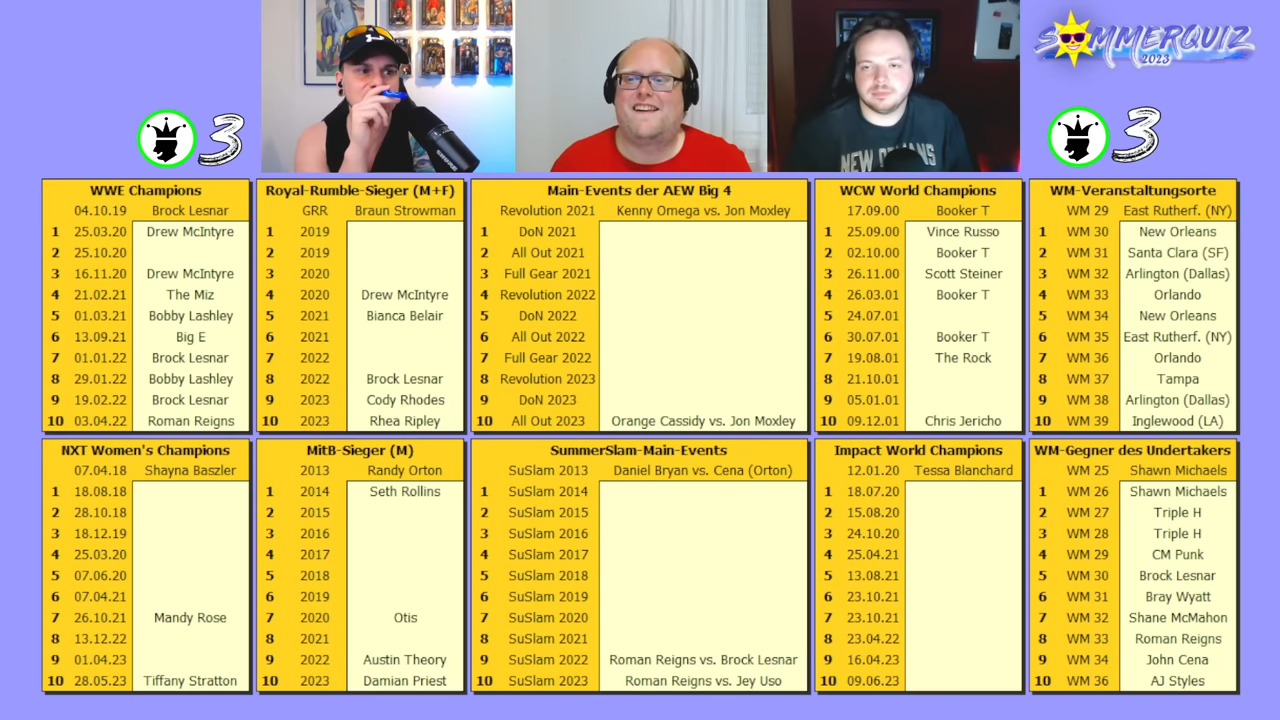 SOMMERQUIZ
2023
3
3
NEW ORLEANS
WWE Champions
04.10.19 Brock Lesnar
1 25.03.20 Drew McIntyre
2 25.10.20
3 16.11.20 Drew McIntyre
4 21.02.21 The Miz
5 01.03.21 Bobby Lashley
6 13.09.21 Big E
7 01.01.22 Brock Lesnar
8 29.01.22 Bobby Lashley
9 19.02.22 Brock Lesnar
10 03.04.22 Roman Reigns
Royal-Rumble-Sieger (M+F)
GRR Braun Strowman
1 2019
2 2019
3 2020
4 2020 Drew McIntyre
5 2021 Bianca Belair
6 2021
7 2022
8 2022 Brock Lesnar
9 2023 Cody Rhodes
10 2023 Rhea Ripley
Main-Events der AEW Big 4
Revolution 2021 Kenny Omega vs. Jon Moxley
1 DoN 2021
2 All Out 2021
3 Full Gear 2021
4 Revolution 2022
5 DoN 2022
6 All Out 2022
7 Full Gear 2022
8 Revolution 2023
9 DoN 2023
10 All Out 2023 Orange Cassidy vs. Jon Moxley
WCW World Champions
17.09.00 Booker T
1 25.09.00 Vince Russo
2 02.10.00 Booker T
3 26.11.00 Scott Steiner
4 26.03.01 Booker T
5 24.07.01
6 30.07.01 Booker T
7 19.08.01 The Rock
8 21.10.01
9 05.01.01
10 09.12.01 Chris Jericho
WM-Veranstaltungsorte
WM 29 East Rutherf. (NY)
1 WM 30 New Orleans
2 WM 31 Santa Clara (SF)
3 WM 32 Arlington (Dallas)
4 WM 33 Orlando
5 WM 34 New Orleans
6 WM 35 East Rutherf. (NY)
7 WM 36 Orlando
8 WM 37 Tampa
9 WM 38 Arlington (Dallas)
10 WM 39 Inglewood (LA)
NXT Women's Champions
07.04.18 Shayna Baszler
1 18.08.18
2 28.10.18
3 18.12.19
4 25.03.20
5 07.06.20
6 07.04.21
7 26.10.21 Mandy Rose
8 13.12.22
9 01.04.23
10 28.05.23 Tiffany Stratton
MitB-Sieger (M)
2013 Randy Orton
1 2014 Seth Rollins
2 2015
3 2016
4 2017
5 2018
6 2019
7 2020 Otis
8 2021
9 2022 Austin Theory
10 2023 Damian Priest
SummerSlam-Main-Events
SuSlam 2013 Daniel Bryan vs. Cena (Orton)
1 SuSlam 2014
2 SuSlam 2015
3 SuSlam 2016
4 SuSlam 2017
5 SuSlam 2018
6 SuSlam 2019
7 SuSlam 2020
8 SuSlam 2021
9 SuSlam 2022 Roman Reigns vs. Brock Lesnar
10 SuSlam 2023 Roman Reigns vs. Jey Uso
Impact World Champions
12.01.20 Tessa Blanchard
1 18.07.20
2 15.08.20
3 24.10.20
4 25.04.21
5 13.08.21
6 23.10.21
7 23.10.21
8 23.04.22
9 16.04.23
10 09.06.23
WM-Gegner des Undertakers
WM 25 Shawn Michaels
1 WM 26 Shawn Michaels
2 WM 27 Triple H
3 WM 28 Triple H
4 WM 29 CM Punk
5 WM 30 Brock Lesnar
6 WM 31 Bray Wyatt
7 WM 32 Shane McMahon
8 WM 33 Roman Reigns
9 WM 34 John Cena
10 WM 36 AJ Styles